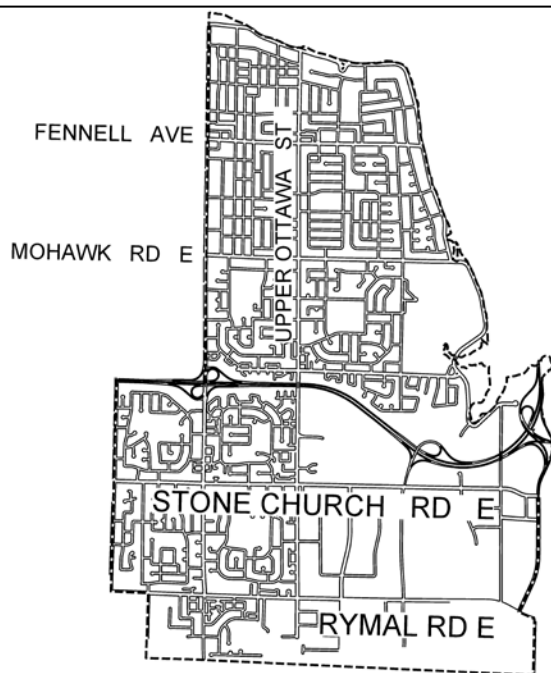 FENNELL AVE
UPPER OTTAWA ST
MOHAWK RD E
STONE CHURCH RD E
RYMAL RD E